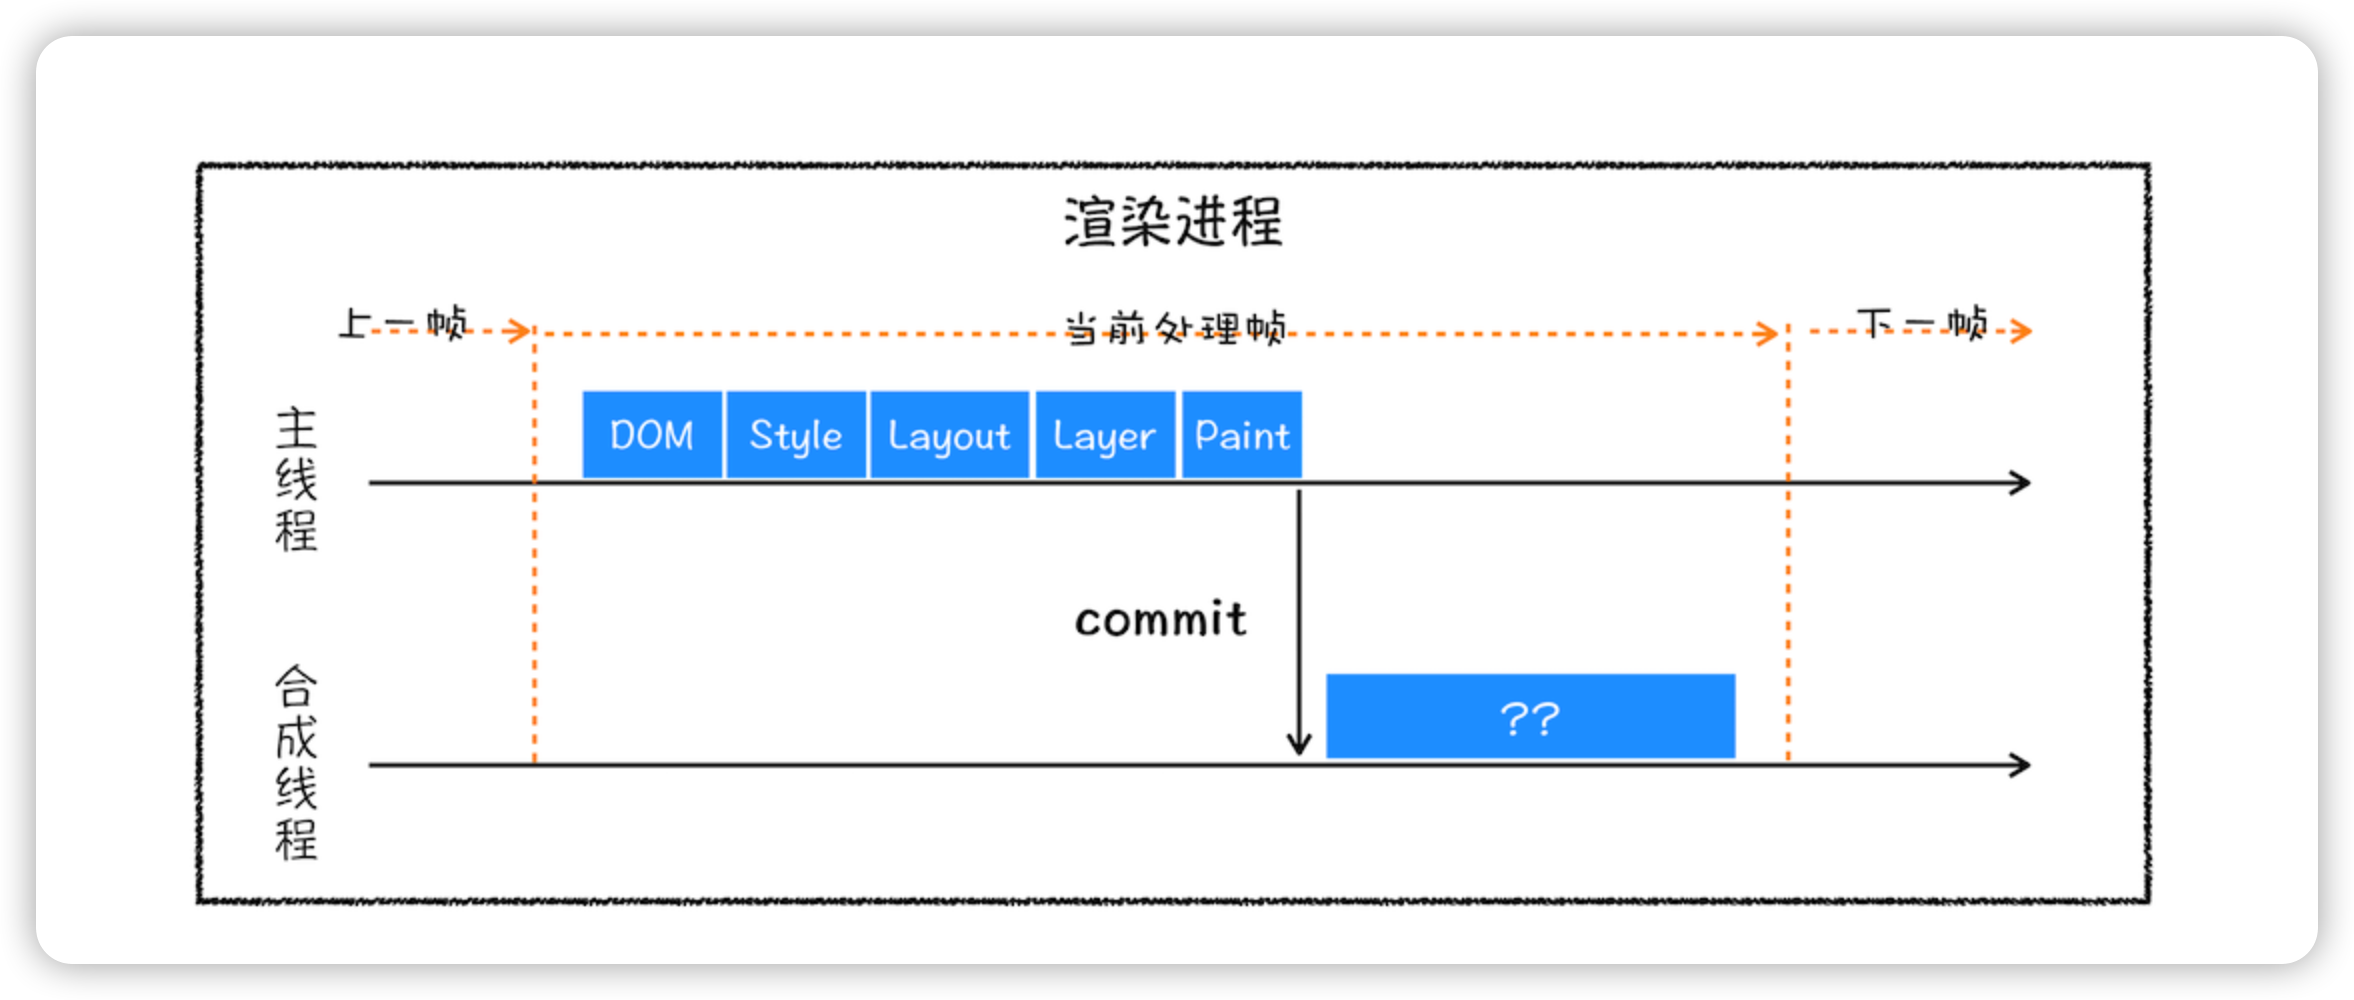 渲染进程
上一帧 当前处理帧 下一帧
主线程
DOM Style Layout Layer Paint
commit
合成线程
??